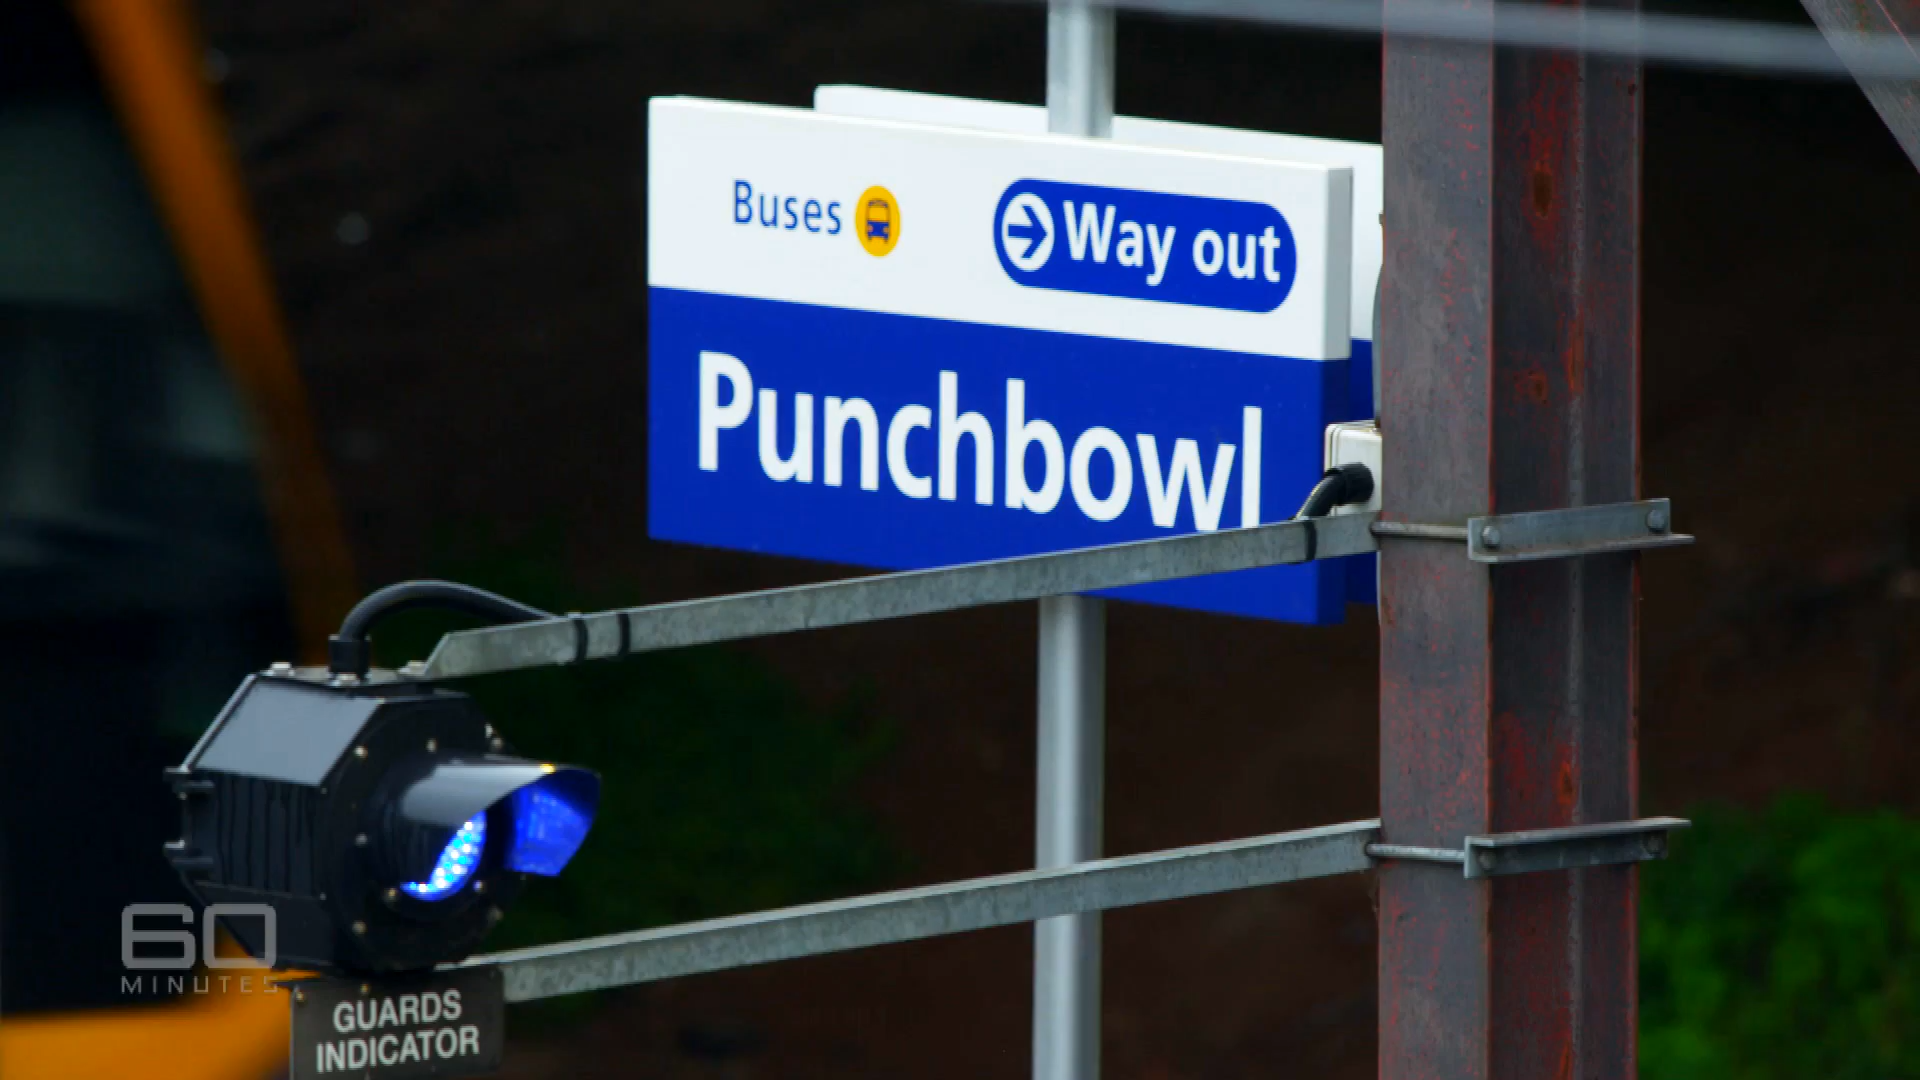 Buses
Way out
Punchbowl
60
MINUTES
GUARDS
INDICATOR